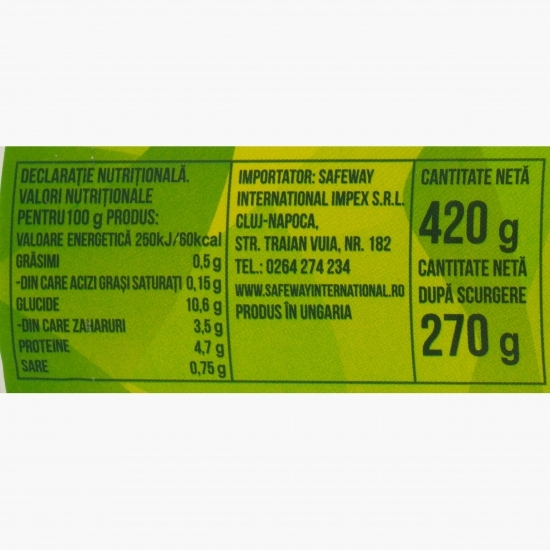 DECLARAȚIE NUTRIȚIONALĂ.
VALORI NUTRIȚIONALE
PENTRU 100 g PRODUS:
VALOARE ENERGETICĂ 250kJ/60kcal
GRĂSIMI 0,5 g
-DIN CARE ACIZI GRAȘI SATURAȚI 0,15 g
GLUCIDE 10,6 g
-DIN CARE ZAHARURI 3,5 g
PROTEINE 4,7 g
SARE 0,75 g
IMPORTATOR: SAFEWAY
INTERNATIONAL IMPEX S.R.L.
CLUJ-NAPOCA,
STR. TRAIAN VUIA, NR. 182
TEL.: 0264 274 234
WWW.SAFEWAYINTERNATIONAL.RO
PRODUS ÎN UNGARIA
CANTITATE NETĂ
420 g
CANTITATE NETĂ
DUPĂ SCURGERE
270 g